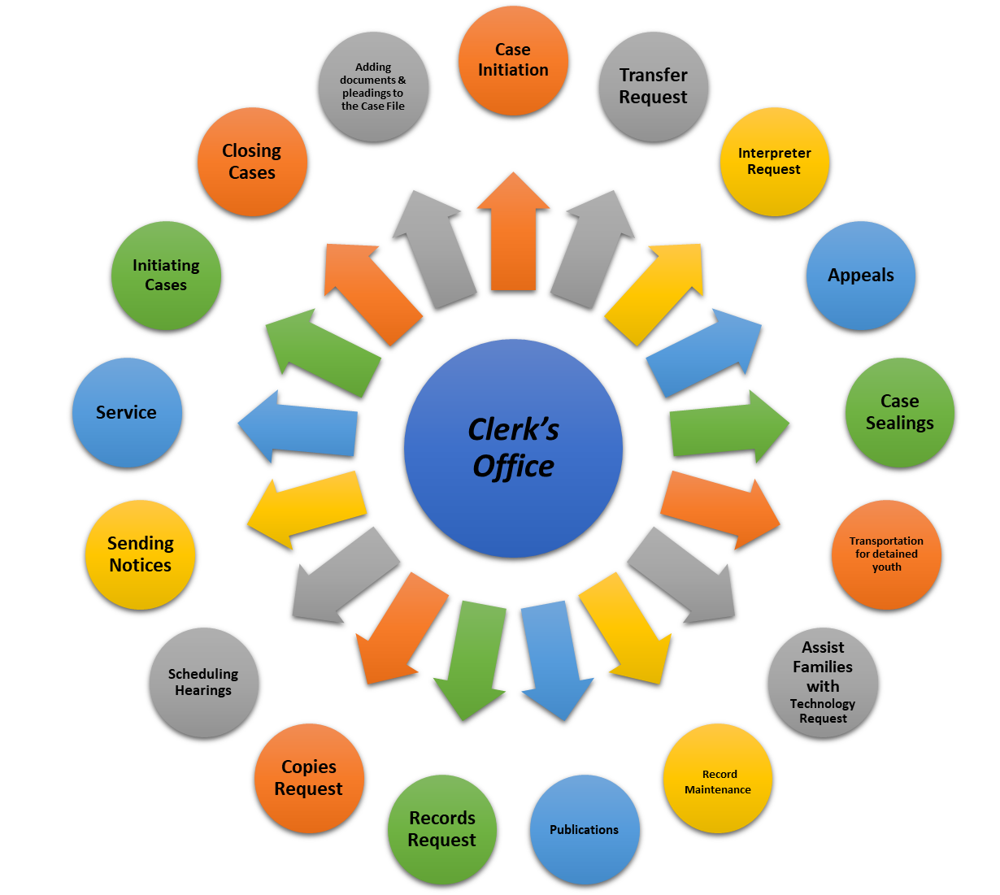 Case
Initiation
Transfer
Request
Interpreter
Request
Appeals
Case
Sealings
Transportation
for detained
youth
Assist
Families
with
Technology
Request
Record
Maintenance
Publications
Records
Request
Copies
Request
Scheduling
Hearings
Sending
Notices
Service
Initiating
Cases
Closing
Cases
Adding
documents &
pleadings to
the Case File
Clerk’s
Office